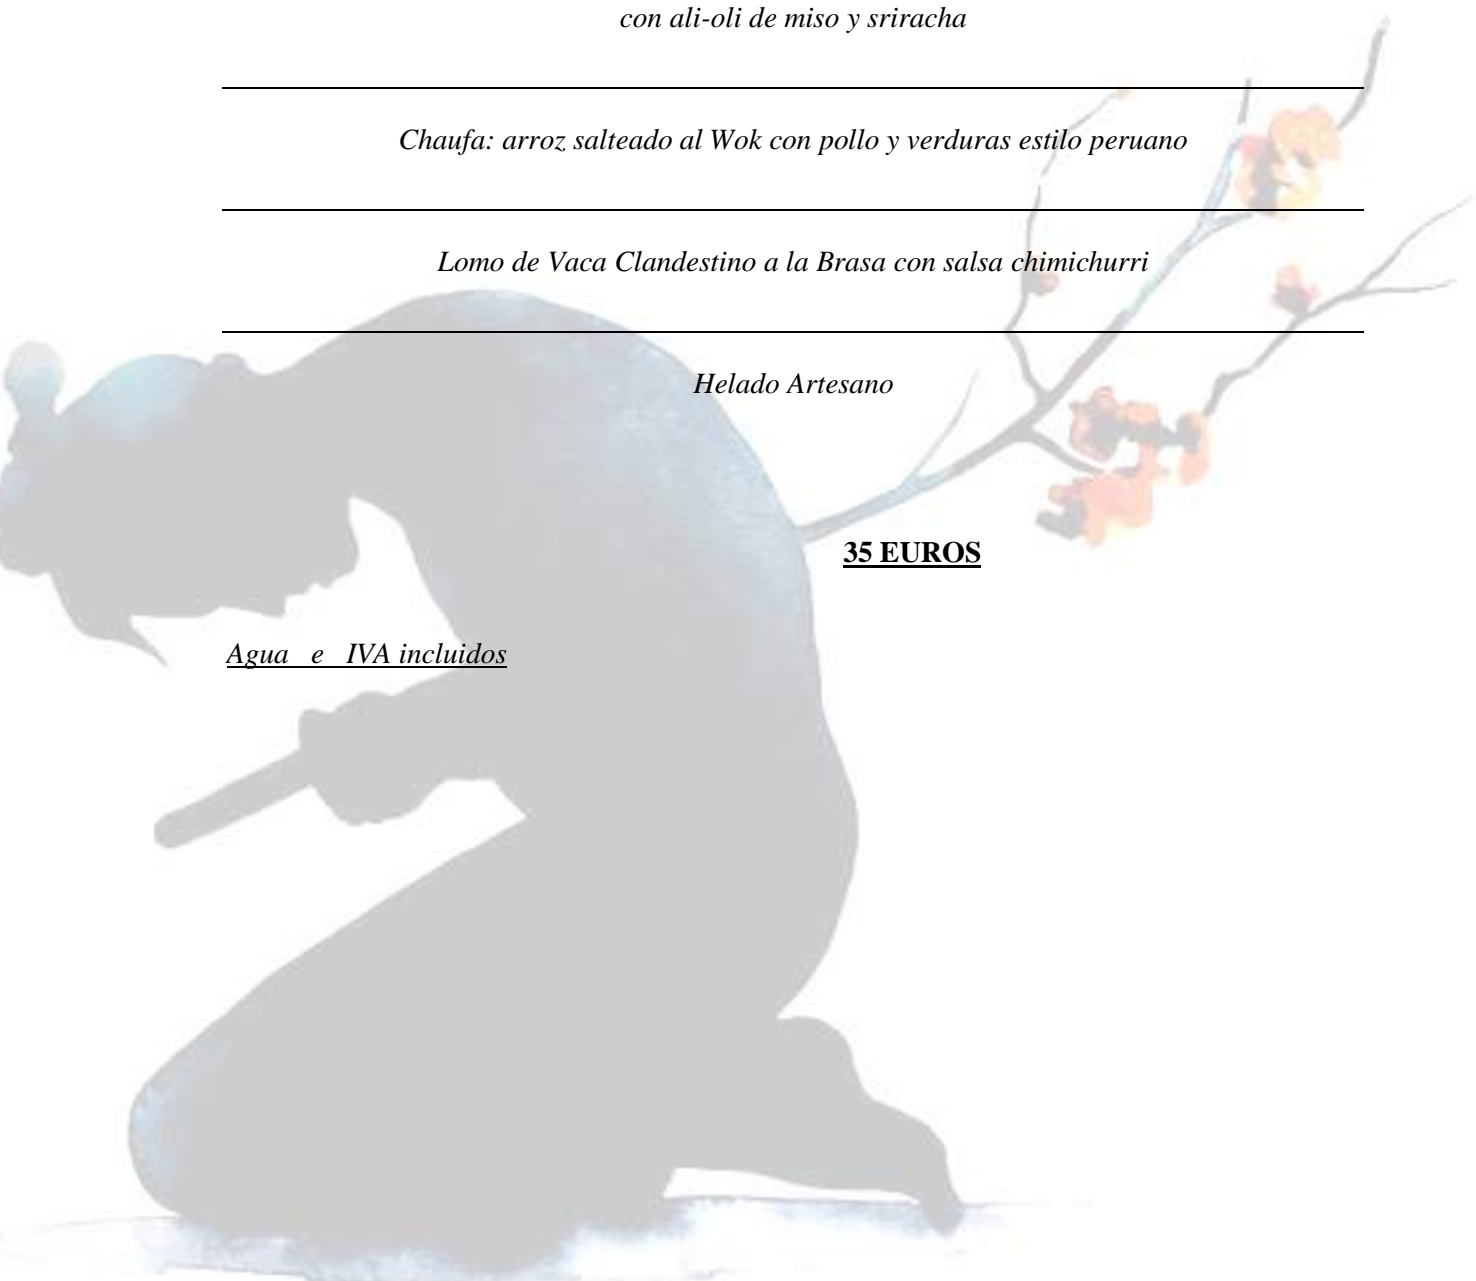 con ali-oli de miso y sriracha
Chaufa: arroz salteado al Wok con pollo y verduras estilo peruano
Lomo de Vaca Clandestino a la Brasa con salsa chimichurri
Helado Artesano
35 EUROS
Agua e IVA incluidos